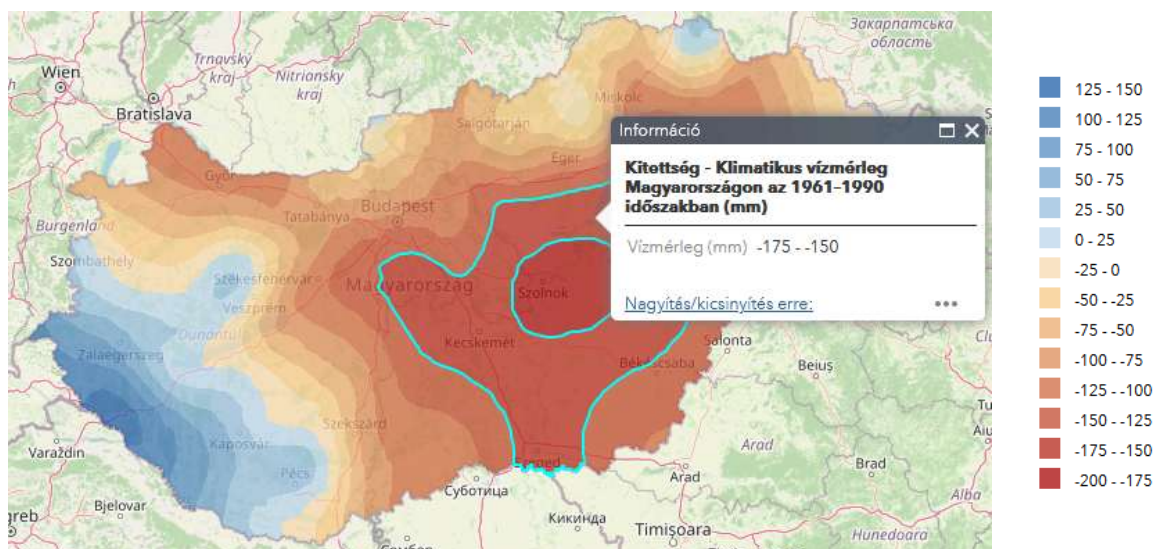 Закарпатська
область
Trnavský
kraj
Nitriansky
kraj
Wien
Bratislava
Miskolc
Salgótarján
Eger
Győr
Tatabánya
Budapest
Burgenland
Szombathely
Székesfehérvár
Magyarország
Veszprém
Dunántúl
Zalaegerszeg
Szolnok
Kecskemét
Békéscsaba
Salonta
Beiuș
Szekszárd
Kaposvár
Pécs
Szeged
Varaždin
Arad
Arad
Brad
Alba
Суботица
Bjelovar
Кикинда
greb
Timișoara
Hunedoara
Сомбор
Információ
Kitettség - Klimatikus vízmérleg
Magyarországon az 1961–1990
időszakban (mm)
Vízmérleg (mm) -175 - -150
Nagyítás/kicsinyítés erre:
125 - 150
100 - 125
75 - 100
50 - 75
25 - 50
0 - 25
-25 - 0
-50 - -25
-75 - -50
-100 - -75
-125 - -100
-150 - -125
-175 - -150
-200 - -175